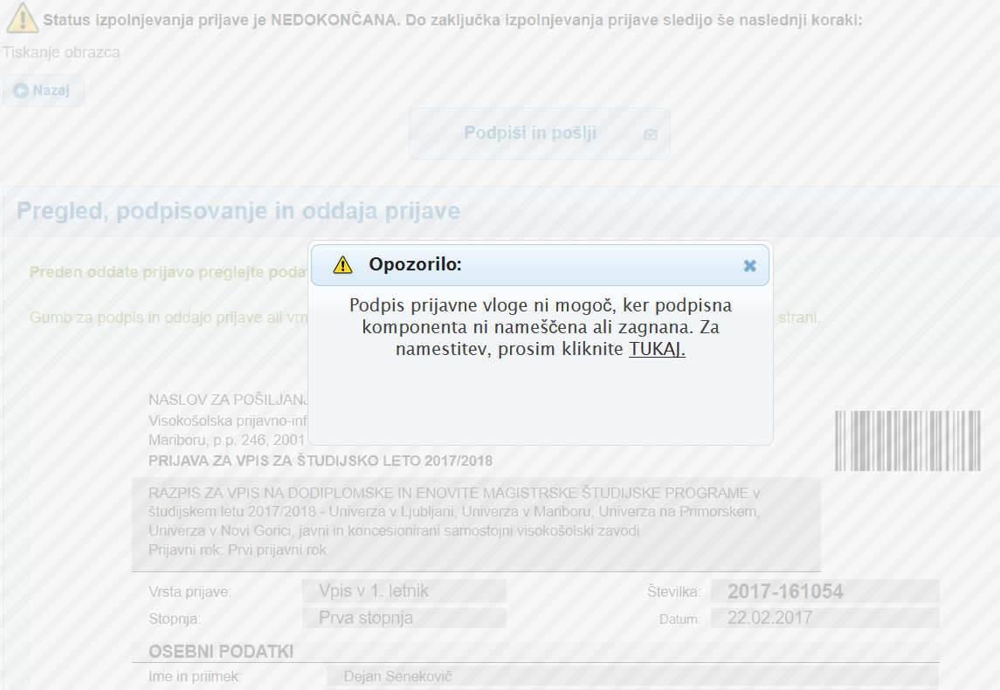 Status izpolnjevanja prijave je NEDOKONČANA. Do zaključka izpolnjevanja prijave sledijo še naslednji koraki:
Tiskanje obrazca
Nazaj
Podpiši in pošlji
Pregled, podpisovanje in oddaja prijave
Opozorilo:
Podpis prijavne vloge ni mogoč, ker podpisna
komponenta ni nameščena ali zagnana. Za
namestitev, prosim kliknite TUKAJ.
Preden oddate prijavo preglejte
Gumb za podpis in oddajo prijave ali strani.
NASLOV ZA
Visokošolska
Mariboru, p.p. 246, 2001
PRIJAVA ZA VPIS ZA ŠTUDIJSKO LETO 2017/2018
RAZPIS ZA VPIS NA DODIPLOMSKE IN ENOVITE MAGISTRSKE ŠTUDIJSKE PROGRAME v
študijskem letu 2017/2018 - Univerza v Ljubljani, Univerza v Mariboru, Univerza na Primorskem,
Univerza v Novi Gorici, javni in koncesionirani samostojni visokošolski zavodi
Prijavni rok: Prvi prijavni rok
Vrsta prijave: Vpis v 1. letnik Številka: 2017-161054
Stopnja: Prva stopnja Datum: 22.02.2017
OSEBNI PODATKI
Ime in priimek: Dejan Senekovič